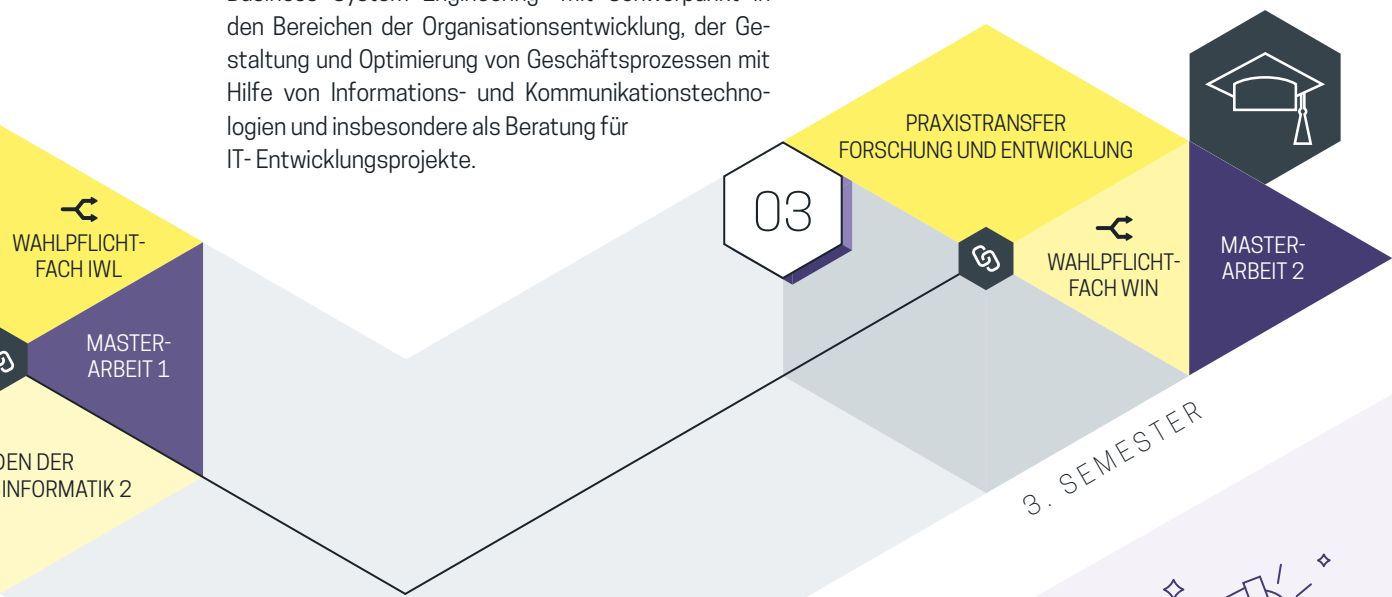 den Bereichen der Organisationsentwicklung, der Ge-
staltung und Optimierung von Geschäftsprozessen mit
Hilfe von Informations- und Kommunikationstechno-
logien und insbesondere als Beratung für
IT- Entwicklungsprojekte.
PRAXISTRANSFER
FORSCHUNG UND ENTWICKLUNG
03
WAHLPFLICHT-
FACH IWL
WAHLPFLICHT-
FACH WIN
MASTER-
ARBEIT 2
MASTER-
ARBEIT 1
DER
INFORMATIK 2
3. SEMESTER